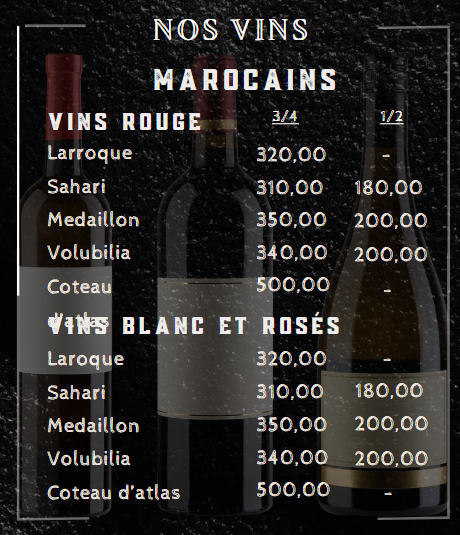 NOS VINS
MAROCAINS
VINS ROUGE 3/4 1/2
Larroque 320,00 -
Sahari 310,00 180,00
Medaillon 350,00 200,00
Volubilia 340,00 200,00
Coteau 500,00 -
d'atlas
VINS BLANC ET ROSÉS
Laroque 320,00 -
Sahari 310,00 180,00
Medaillon 350,00 200,00
Volubilia 340,00 200,00
Coteau d'atlas 500,00 -